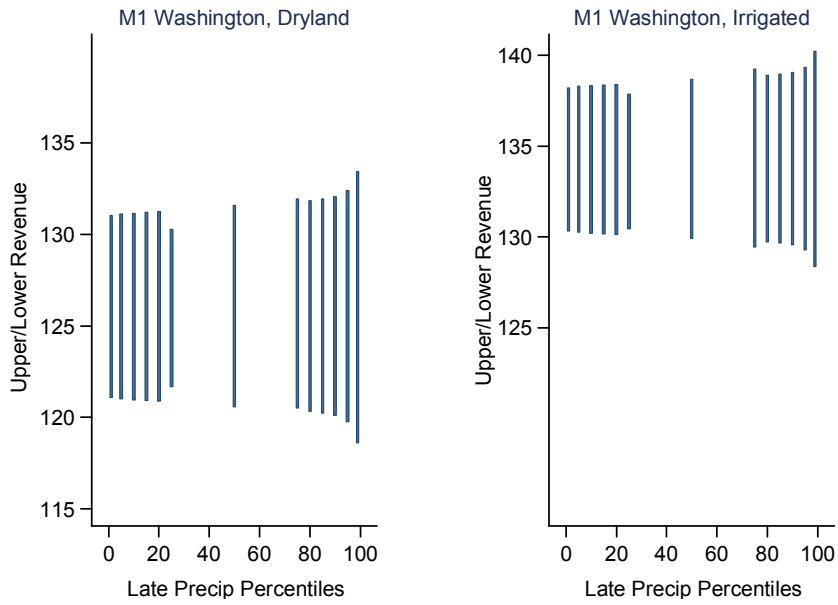 M1 Washington, Dryland
Upper/Lower Revenue
135
130
125
120
115
0 20 40 60 80 100
Late Precip Percentiles
M1 Washington, Irrigated
Upper/Lower Revenue
140
135
130
125
0 20 40 60 80 100
Late Precip Percentiles